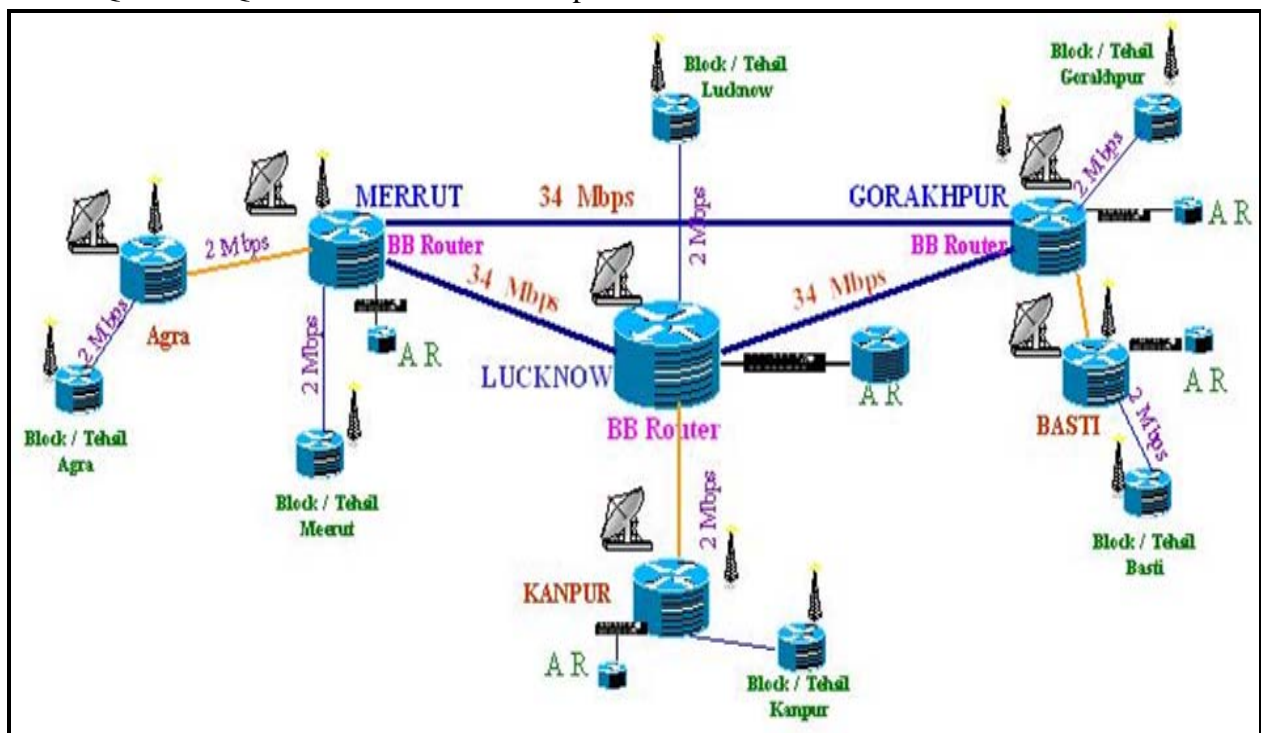 Block / Tehsil
Lucknow
Block / Tehsil
Gorakhpur
MERRUT
34 Mbps
GORAKHPUR
2 Mbps
A R
BB Router
BB Router
2 Mbps
2 Mbps
34 Mbps
34 Mbps
Agra
2 Mbps
A R
2 Mbps
LUCKNOW
A R
A R
BB Router
BASTI
2 Mbps
Block / Tehsil
Agra
Block / Tehsil
Meerut
2 Mbps
Block / Tehsil
Basti
KANPUR
A R
Block / Tehsil
Kanpur